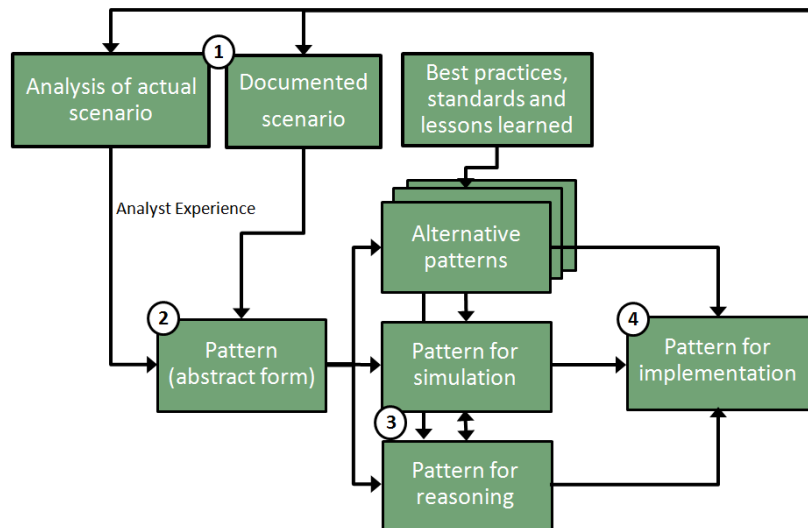 1
Analysis of actual
scenario
Documented
scenario
Best practices,
standards and
lessons learned
Analyst Experience
Alternative
patterns
2
Pattern
(abstract form)
Pattern for
simulation
4
Pattern for
implementation
3
Pattern for
reasoning